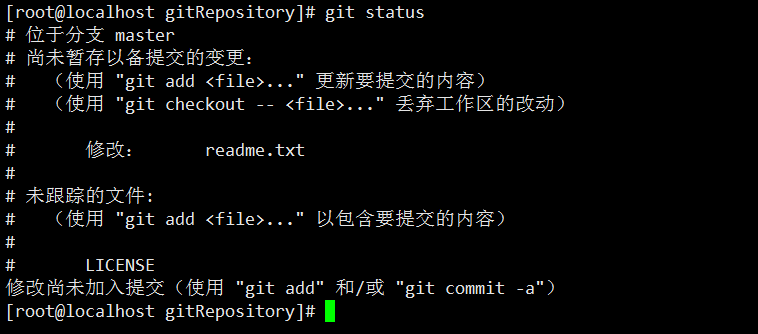 [root@localhost gitRepository]# git status
# 位于分支 master
# 尚未暂存以备提交的变更：
#   （使用 "git add <file>..." 更新要提交的内容）
#   （使用 "git checkout -- <file>..." 丢弃工作区的改动）
#
#       修改：      readme.txt
#
# 未跟踪的文件:
#   （使用 "git add <file>..." 以包含要提交的内容）
#
#       LICENSE
修改尚未加入提交（使用 "git add" 和/或 "git commit -a"）
[root@localhost gitRepository]#